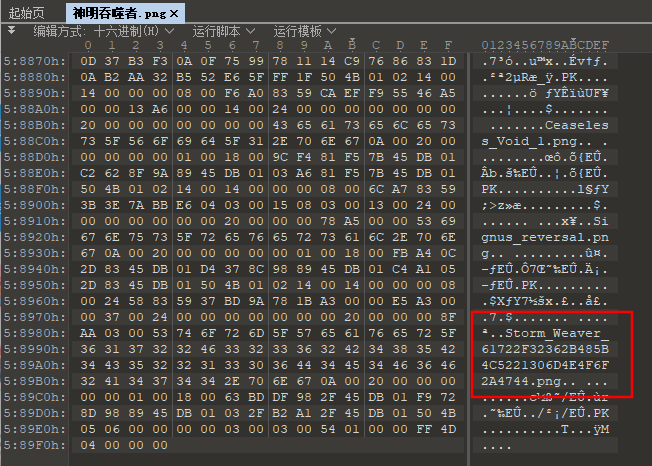 起始页 神明吞噬者.png ×
编辑方式: 十六进制(H) 运行脚本 运行模板
0 1 2 3 4 5 6 7 8 9 A B C D E F 0123456789ABCDEF
5:8870h: 0D 37 B3 F3 0A 0F 75 99 78 11 14 C9 76 86 83 1D .7³ó..u™x..Évƒ.
5:8880h: 0A B2 AA 32 B5 52 E6 5F FF 1F 50 4B 01 02 14 00 .²ª2µRæ_ÿ.PK....
5:8890h: 14 00 00 00 08 00 F6 A0 83 59 CA EF F9 55 46 A5 ......ö ƒYÊïùUF¥
5:88A0h: 00 00 13 A6 00 00 14 00 24 00 00 00 00 00 00 00 ...¦....$.......
5:88B0h: 20 00 00 00 00 00 00 00 43 65 61 73 65 6C 65 73 .......Ceaseles
5:88C0h: 73 5F 56 6F 69 64 5F 31 2E 70 6E 67 0A 00 20 00 s_Void_1.png.. .
5:88D0h: 00 00 00 00 01 00 18 00 9C F4 81 F5 7B 45 DB 01 ........œô.õ{EÛ.
5:88E0h: C2 62 8F 9A 89 45 DB 01 03 A6 81 F5 7B 45 DB 01 Âb.š‰EÛ..¦.õ{EÛ.
5:88F0h: 50 4B 01 02 14 00 14 00 00 00 08 00 6C A7 83 59 PK..........l§ƒY
5:8900h: 3B 3E 7A BB E6 04 03 00 15 08 03 00 13 00 24 00 ;>z»æ.........$.
5:8910h: 00 00 00 00 00 00 20 00 00 00 78 A5 00 00 53 69 ...... ...x¥..Si
5:8920h: 67 6E 75 73 5F 72 65 76 65 72 73 61 6C 2E 70 6E gnus_reversal.pn
5:8930h: 67 0A 00 20 00 00 00 00 00 01 00 18 00 FB A4 0C g.. .........û¤.
5:8940h: 2D 83 45 DB 01 D4 37 8C 98 89 45 DB 01 C4 A1 05 -ƒEÛ.Ô7Œ˜‰EÛ.Ä¡.
5:8950h: 2D 83 45 DB 01 50 4B 01 02 14 00 14 00 00 00 08 -ƒEÛ.PK.........
5:8960h: 00 24 58 83 59 37 BD 9A 78 1B A3 00 00 E5 A3 00 .$XƒY7½šx.£..å£.
5:8970h: 00 37 00 24 00 00 00 00 00 00 00 20 00 00 00 8F .7.$....... ....
5:8980h: AA 03 00 53 74 6F 72 6D 5F 57 65 61 76 65 72 5F ª..Storm_Weaver_
5:8990h: 36 31 37 32 32 46 33 32 33 36 32 42 34 38 35 42 61722F32362B485B
5:89A0h: 34 43 35 32 32 31 33 30 36 44 34 45 34 46 36 46 4C5221306D4E4F6F
5:89B0h: 32 41 34 37 34 34 2E 70 6E 67 0A 00 20 00 00 00 2A4744.png.. ...
5:89C0h: 00 00 01 00 18 00 63 BD DF 98 2F 45 DB 01 F9 72 ......c½ß˜/EÛ.ùr
5:89D0h: 8D 98 89 45 DB 01 03 2F B2 A1 2F 45 DB 01 50 4B .˜‰EÛ../²¡/EÛ.PK
5:89E0h: 05 06 00 00 00 00 03 00 03 00 54 01 00 00 FF 4D ..........T...ÿM
5:89F0h: 04 00 00 00 ....